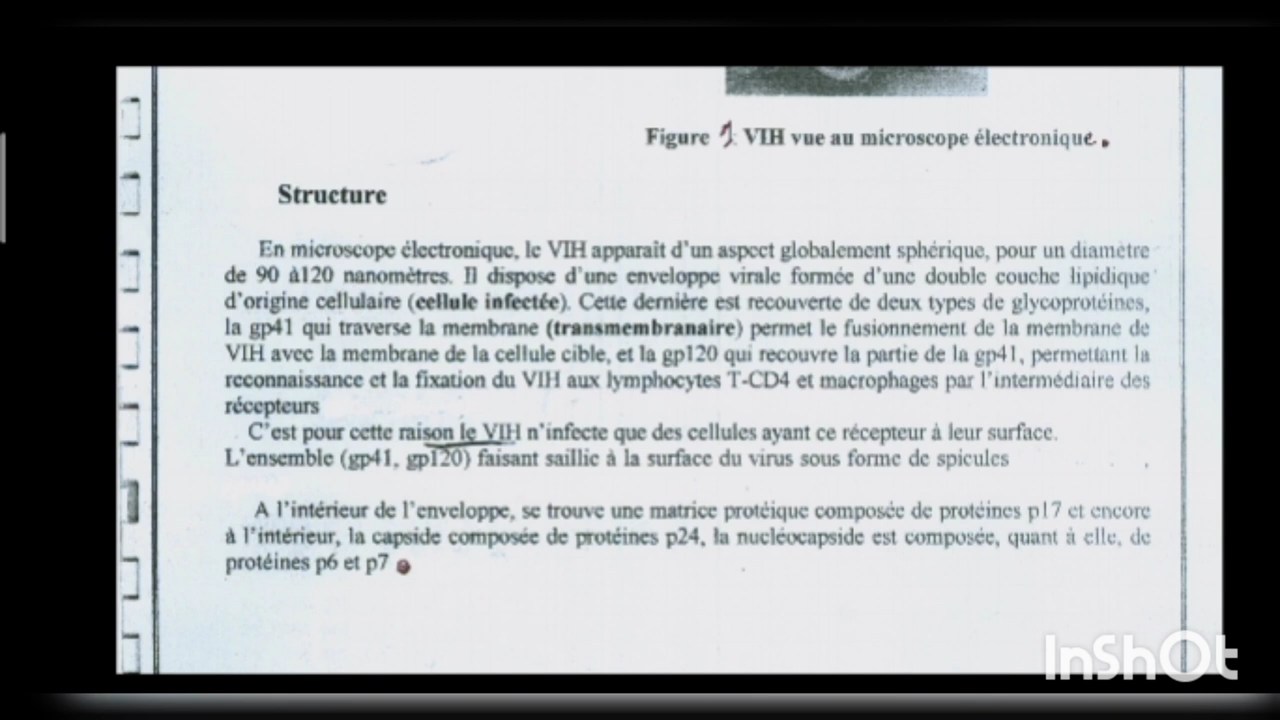 Figure 1: VIH vue au microscope électronique.
Structure
En microscope électronique, le VIH apparaît d'un aspect globalement sphérique, pour un diamètre
de 90 à120 nanomètres. Il dispose d'une enveloppe virale formée d'une double couche lipidique
d'origine cellulaire (cellule infectée). Cette dernière est recouverte de deux types de glycoprotéines,
la gp41 qui traverse la membrane (transmembranaire) permet le fusionnement de la membrane de
VIH avec la membrane de la cellule cible, et la gp120 qui recouvre la partie de la gp41, permettant la
reconnaissance et la fixation du VIH aux lymphocytes T-CD4 et macrophages par l'intermédiaire des
récepteurs
C'est pour cette raison le VIH n'infecte que des cellules ayant ce récepteur à leur surface.
L'ensemble (gp41, gp120) faisant saillie à la surface du virus sous forme de spicules
A l'intérieur de l'enveloppe, se trouve une matrice protéique composée de protéines p17 et encore
à l'intérieur, la capside composée de protéines p24, la nucléocapside est composée, quant à elle, de
protéines p6 et p7
InShOt